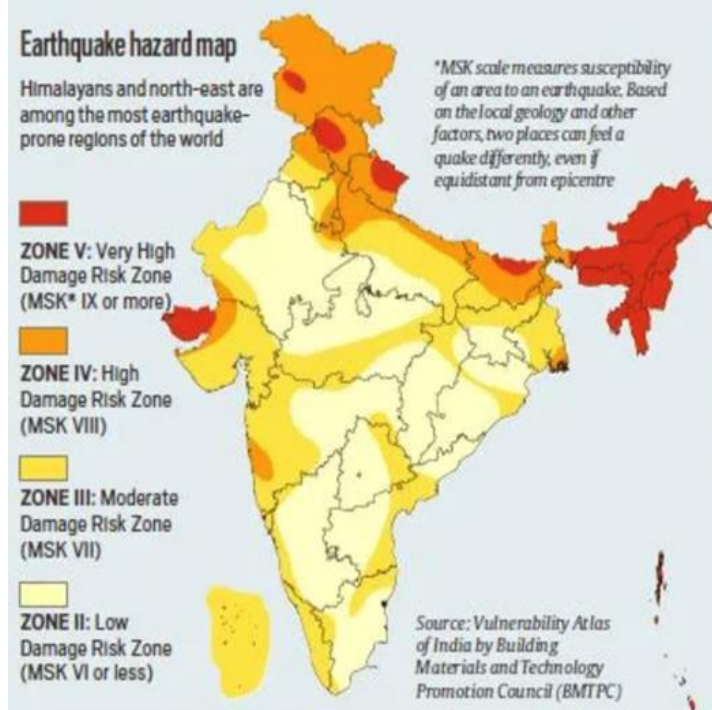 Earthquake hazard map
Himalayans and north-east are
among the most earthquake-
prone regions of the world
*MSK scale measures susceptibility
of an area to an earthquake. Based
on the local geology and other
factors, two places can feel a
quake differently, even if
equidistant from epicentre
ZONE V: Very High
Damage Risk Zone
(MSK* IX or more)
ZONE IV: High
Damage Risk Zone
(MSK VIII)
ZONE III: Moderate
Damage Risk Zone
(MSK VII)
ZONE II: Low
Damage Risk Zone
(MSK VI or less)
Source: Vulnerability Atlas
of India by Building
Materials and Technology
Promotion Council (BMTPC)